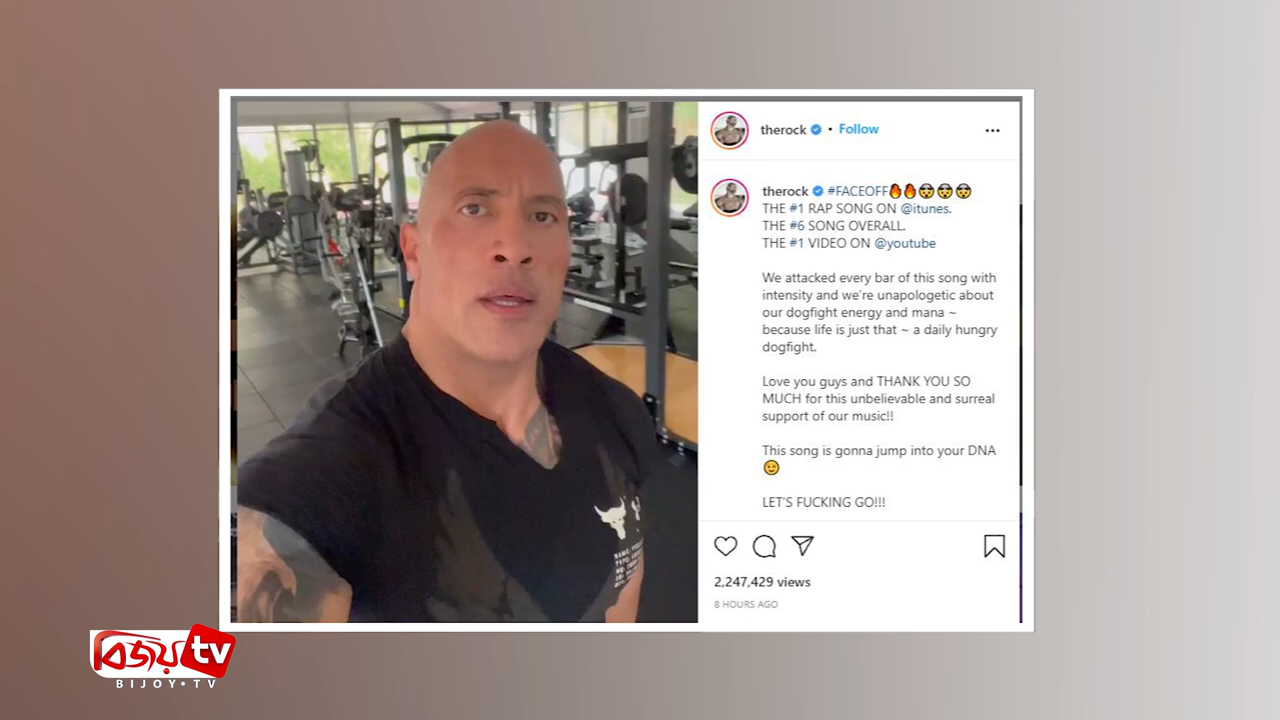 therock • Follow
therock #FACEOFF🔥🔥🤯🤯🤯
THE #1 RAP SONG ON @itunes.
THE #6 SONG OVERALL.
THE #1 VIDEO ON @youtube
We attacked every bar of this song with
intensity and we're unapologetic about
our dogfight energy and mana ~
because life is just that ~ a daily hungry
dogfight.
Love you guys and THANK YOU SO
MUCH for this unbelievable and surreal
support of our music!!
This song is gonna jump into your DNA
😉
LET'S FUCKING GO!!!
2,247,429 views
8 HOURS AGO
বিজয় tv
BIJOY•TV